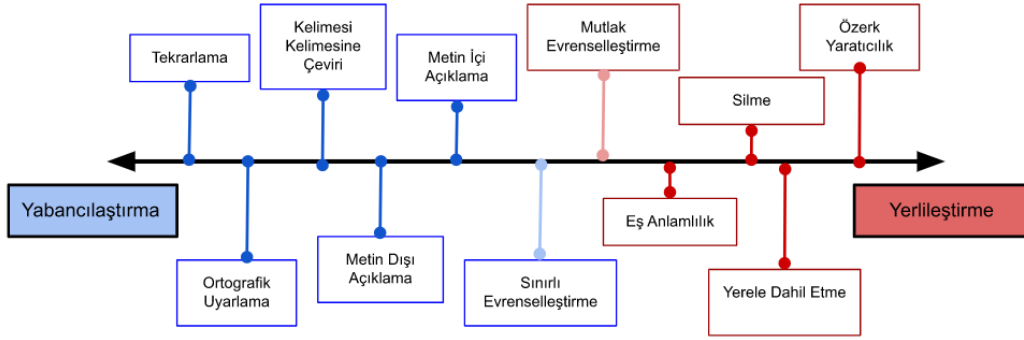 Tekrarlama
Kelimesi
Kelimesine
Çeviri
Metin İçi
Açıklama
Mutlak
Evrenselleştirme
Silme
Özerk
Yaratıcılık
Yabancılaştırma
Yerlileştirme
Ortografik
Uyarlama
Metin Dışı
Açıklama
Sınırlı
Evrenselleştirme
Eş Anlamlılık
Yerele Dahil Etme